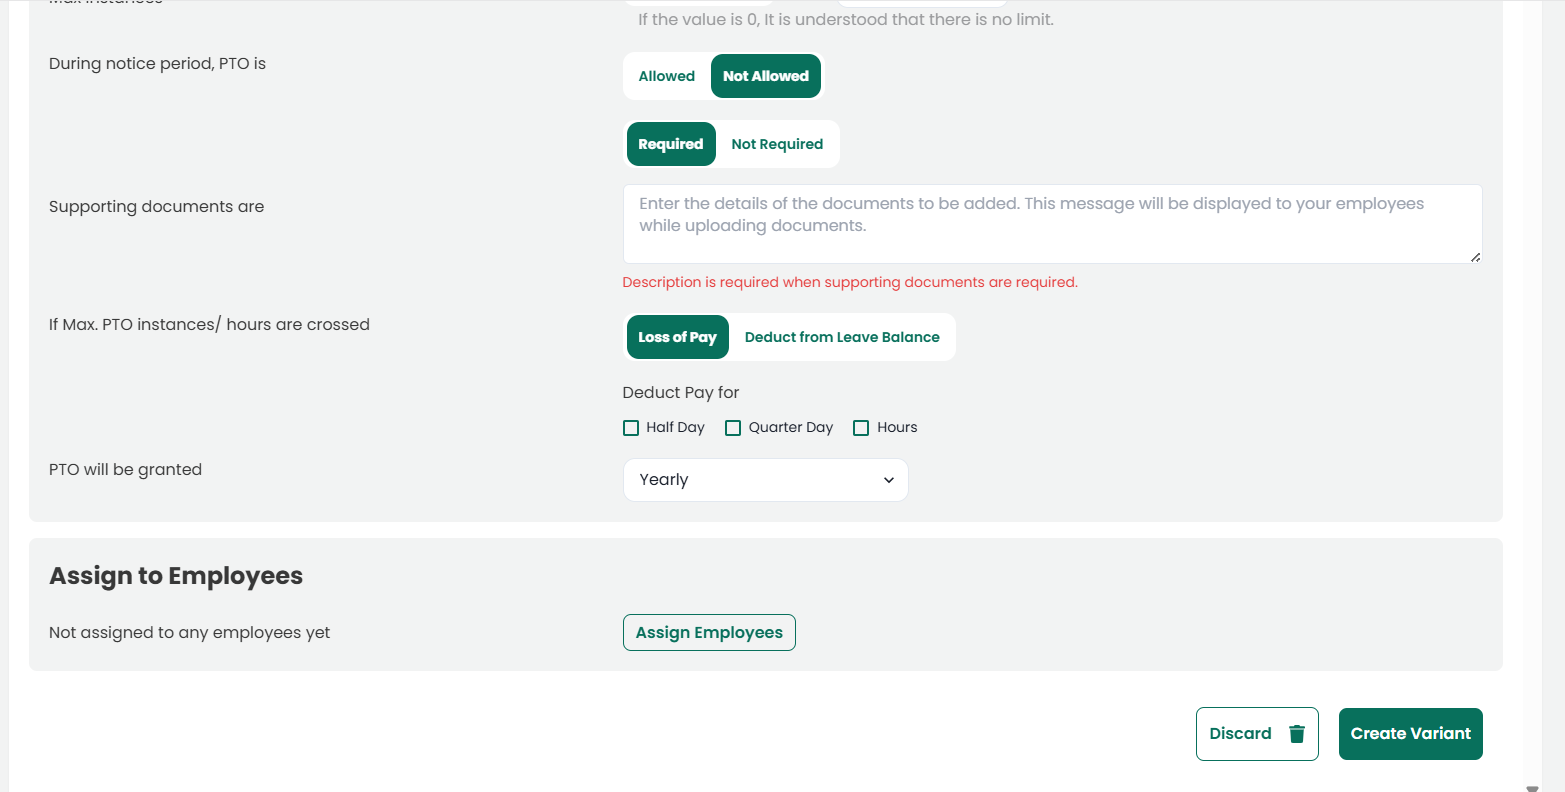 If the value is 0, It is understood that there is no limit.
During notice period, PTO is
Allowed
Not Allowed
Required
Not Required
Supporting documents are
Enter the details of the documents to be added. This message will be displayed to your employees
while uploading documents.
Description is required when supporting documents are required.
If Max. PTO instances/ hours are crossed
Loss of Pay
Deduct from Leave Balance
Deduct Pay for
Half Day
Quarter Day
Hours
PTO will be granted
Yearly
Assign to Employees
Not assigned to any employees yet
Assign Employees
Discard
Create Variant